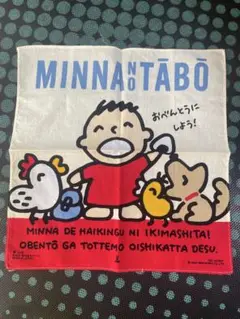 MINNA NO TĀBŌ
おべんとうに
しよう!
MINNA DE HAIKINGU NI IKIMASHITA!
OBENTŌ GA TOTTEMO OISHIKATTA DESU.